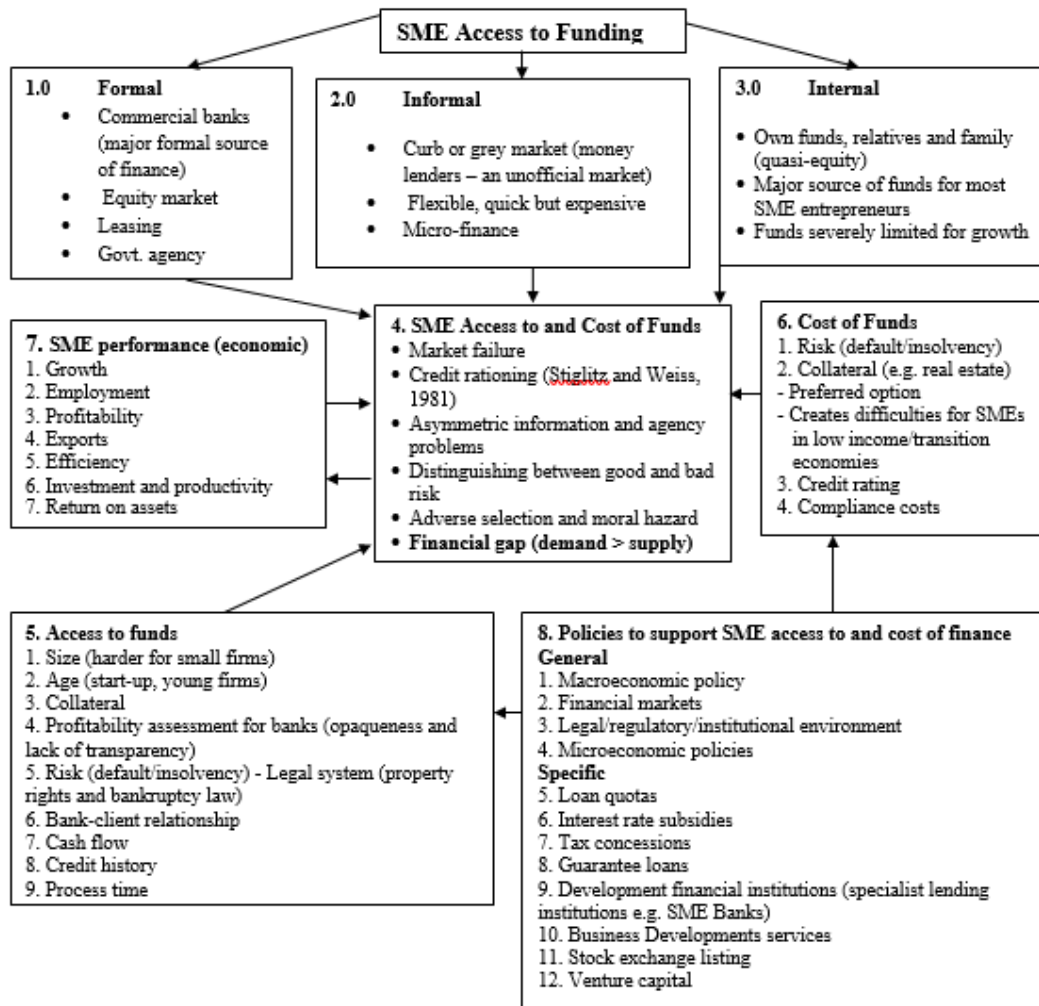 SME Access to Funding
1.0 Formal
• Commercial banks
(major formal source
of finance)
• Equity market
• Leasing
• Govt. agency
2.0 Informal
• Curb or grey market (money
lenders – an unofficial market)
• Flexible, quick but expensive
• Micro-finance
3.0 Internal
• Own funds, relatives and family
(quasi-equity)
• Major source of funds for most
SME entrepreneurs
• Funds severely limited for growth
7. SME performance (economic)
1. Growth
2. Employment
3. Profitability
4. Exports
5. Efficiency
6. Investment and productivity
7. Return on assets
4. SME Access to and Cost of Funds
• Market failure
• Credit rationing (Stiglitz and Weiss,
1981)
• Asymmetric information and agency
problems
• Distinguishing between good and bad
risk
• Adverse selection and moral hazard
• Financial gap (demand > supply)
6. Cost of Funds
1. Risk (default/insolvency)
2. Collateral (e.g. real estate)
- Preferred option
- Creates difficulties for SMEs
in low income/transition
economies
3. Credit rating
4. Compliance costs
5. Access to funds
1. Size (harder for small firms)
2. Age (start-up, young firms)
3. Collateral
4. Profitability assessment for banks (opaqueness and
lack of transparency)
5. Risk (default/insolvency) - Legal system (property
rights and bankruptcy law)
6. Bank-client relationship
7. Cash flow
8. Credit history
9. Process time
8. Policies to support SME access to and cost of finance
General
1. Macroeconomic policy
2. Financial markets
3. Legal/regulatory/institutional environment
4. Microeconomic policies
Specific
5. Loan quotas
6. Interest rate subsidies
7. Tax concessions
8. Guarantee loans
9. Development financial institutions (specialist lending
institutions e.g. SME Banks)
10. Business Developments services
11. Stock exchange listing
12. Venture capital